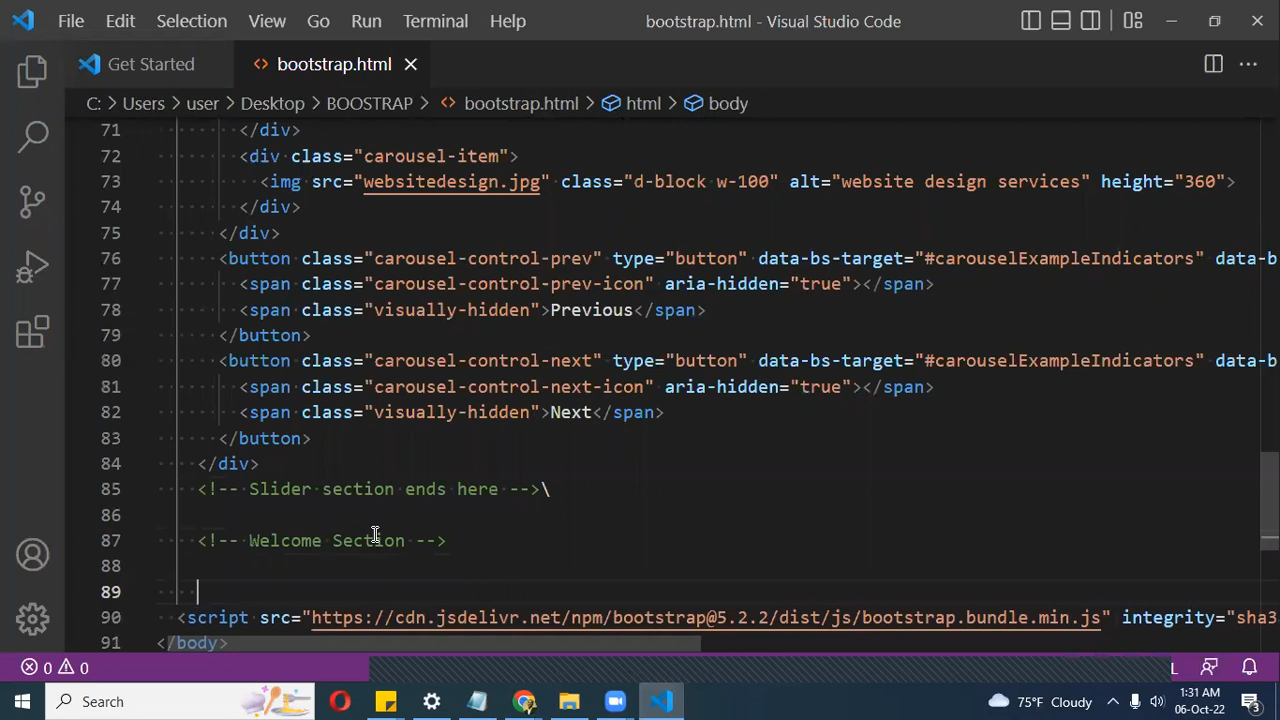 File Edit Selection View Go Run Terminal Help bootstrap.html - Visual Studio Code
Get Started bootstrap.html
C: > Users > user > Desktop > BOOSTRAP > bootstrap.html > html > body
71 </div>
72 <div class="carousel-item">
73 <img src="websitedesign.jpg" class="d-block w-100" alt="website design services" height="360">
74 </div>
75 </div>
76 <button class="carousel-control-prev" type="button" data-bs-target="#carouselExampleIndicators" data-b
77 <span class="carousel-control-prev-icon" aria-hidden="true"></span>
78 <span class="visually-hidden">Previous</span>
79 </button>
80 <button class="carousel-control-next" type="button" data-bs-target="#carouselExampleIndicators" data-b
81 <span class="carousel-control-next-icon" aria-hidden="true"></span>
82 <span class="visually-hidden">Next</span>
83 </button>
84 </div>
85 <!-- Slider section ends here -->\
86
87 <!-- Welcome Section -->
88
89
90 <script src="https://cdn.jsdelivr.net/npm/bootstrap@5.2.2/dist/js/bootstrap.bundle.min.js" integrity="sha3
91 </body>
0 0 L
Search 75°F Cloudy 1:31 AM
06-Oct-22 3